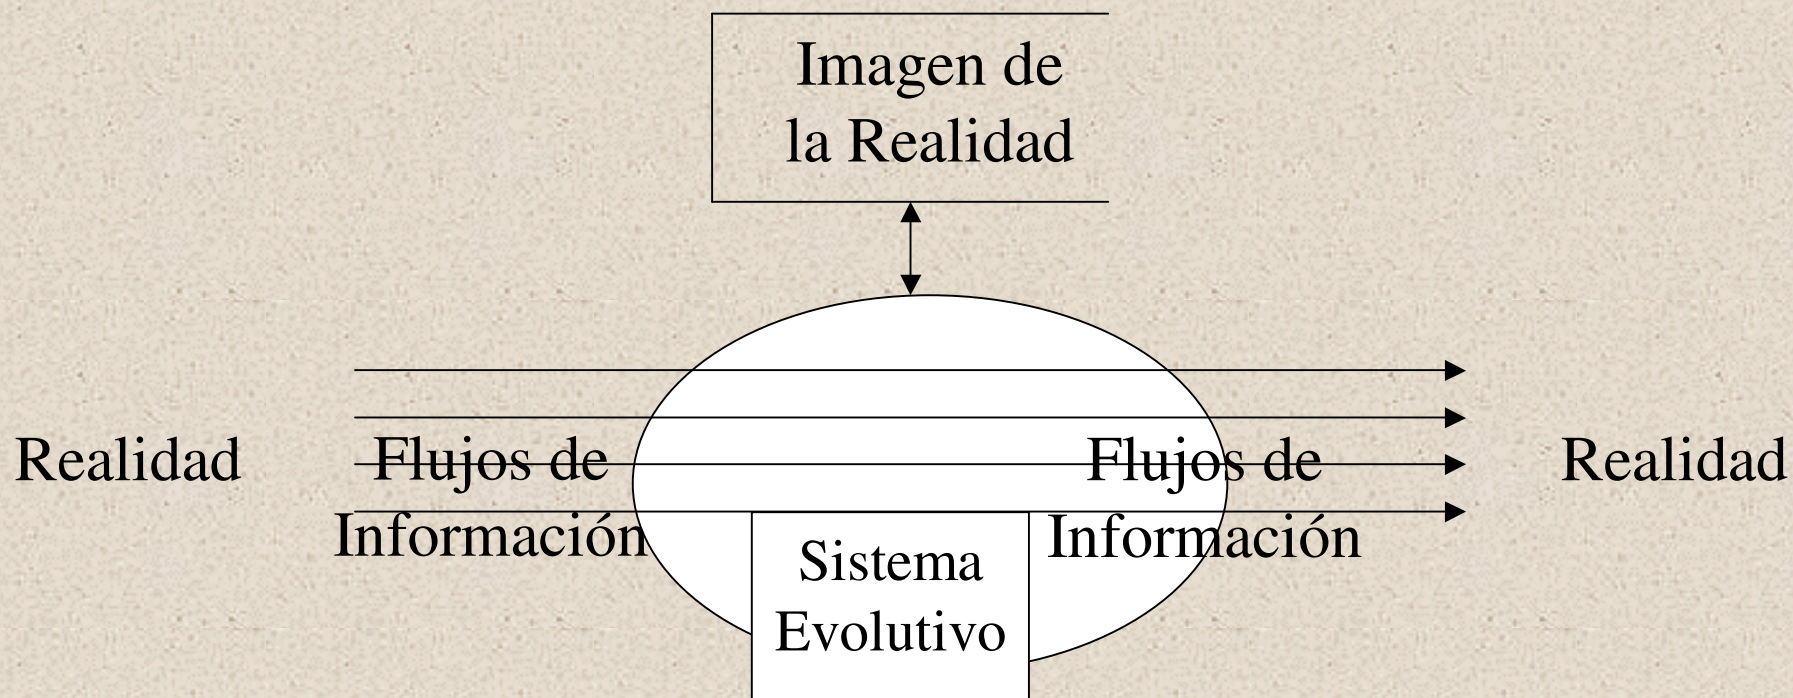 Imagen de
la Realidad
Realidad
Flujos de
Información
Sistema
Evolutivo
Flujos de
Información
Realidad